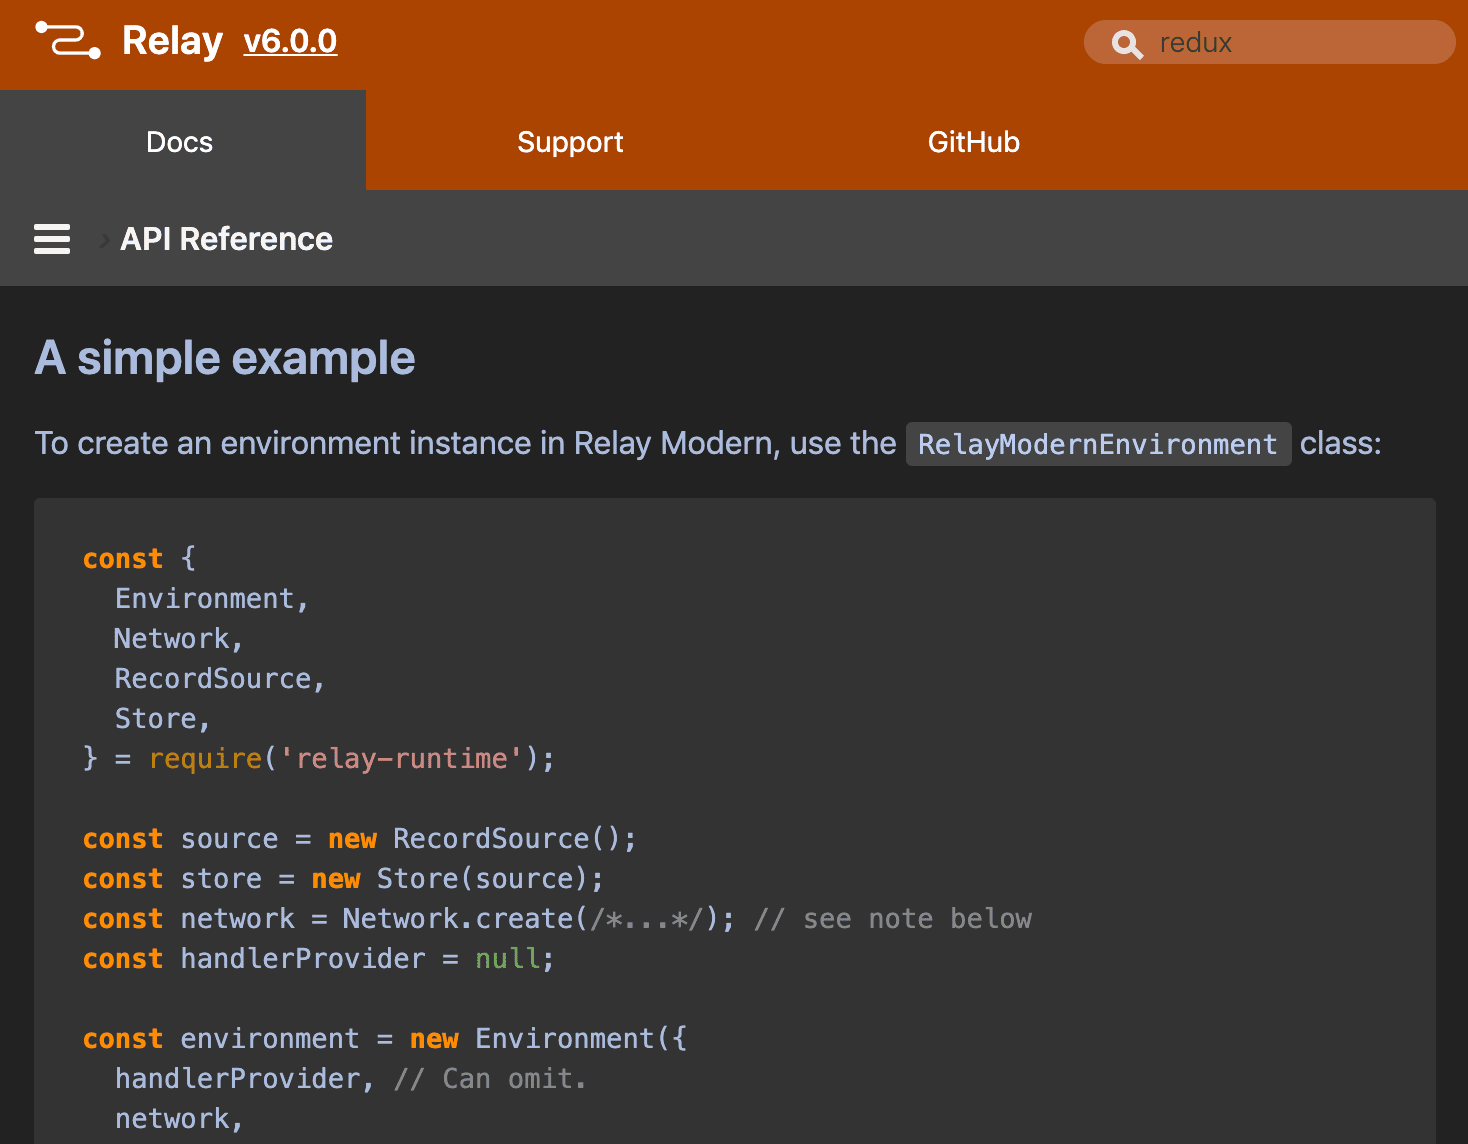 Relay v6.0.0
redux
Docs Support GitHub
› API Reference
A simple example
To create an environment instance in Relay Modern, use the RelayModernEnvironment class:
const {
  Environment,
  Network,
  RecordSource,
  Store,
} = require('relay-runtime');

const source = new RecordSource();
const store = new Store(source);
const network = Network.create(/*...*/); // see note below
const handlerProvider = null;

const environment = new Environment({
  handlerProvider, // Can omit.
  network,